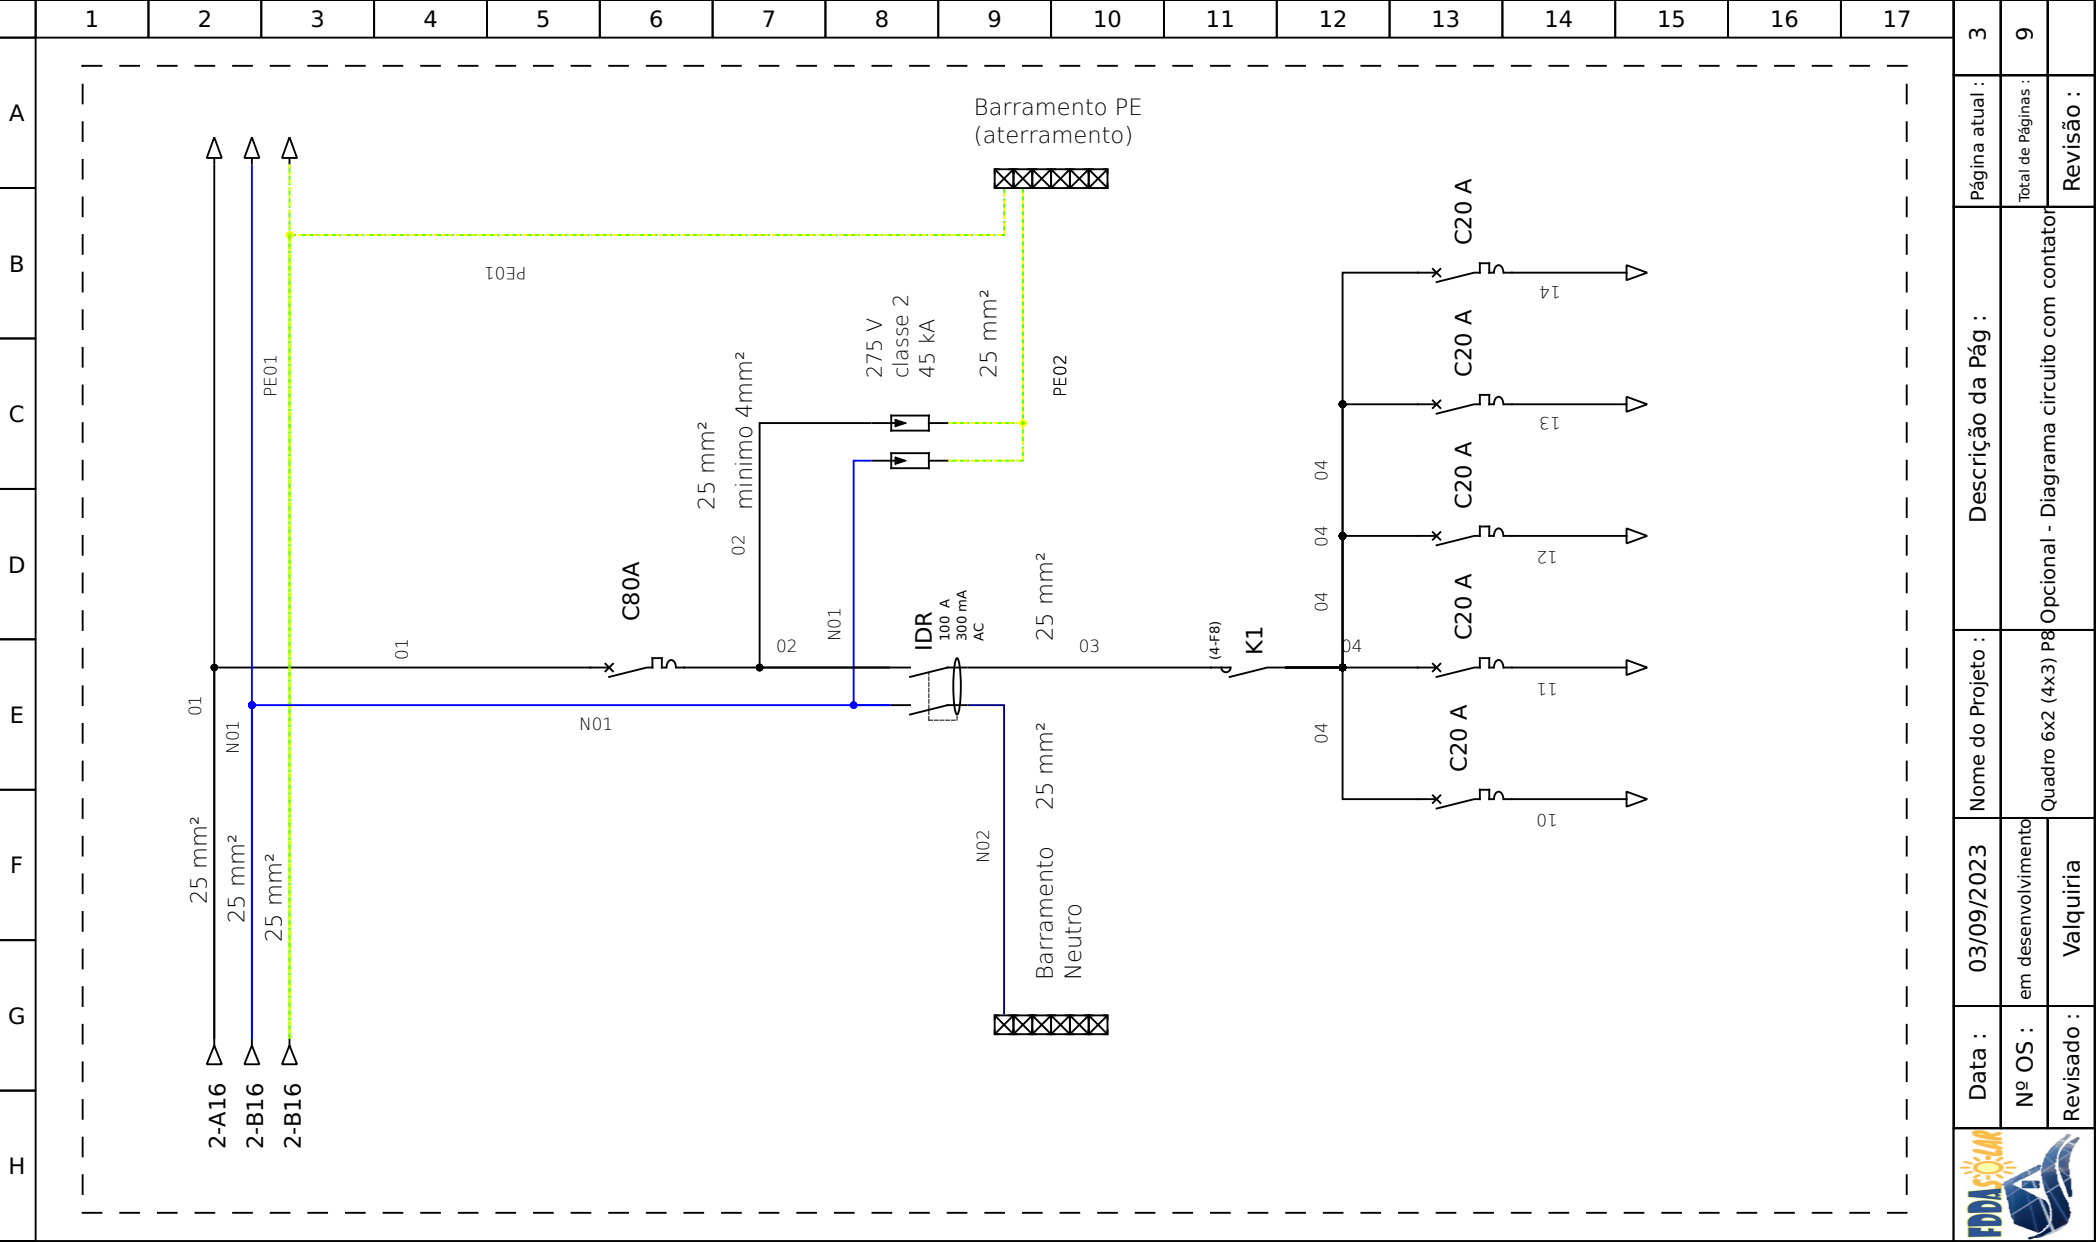 1 2 3 4 5 6 7 8 9 10 11 12 13 14 15 16 17
A
B
C
D
E
F
G
H
Barramento PE
(aterramento)
PE01
PE01
275 V
classe 2
45 kA
25 mm²
PE02
25 mm²
minimo 4mm²
02
C80A
01
01
N01
N01
02
N01
IDR
100 A
300 mA
AC
25 mm²
03
(4-F8)
K1
04
04
04
04
04
C20 A
14
C20 A
13
C20 A
12
C20 A
11
C20 A
10
25 mm²
25 mm²
25 mm²
25 mm²
N02
Barramento
Neutro
2-A16
2-B16
2-B16
Data :
03/09/2023
Nome do Projeto :
Descrição da Pág :
Página atual :
3
Nº OS :
em desenvolvimento
Quadro 6x2 (4x3) P8
Opcional - Diagrama circuito com contator
Total de Páginas :
9
Revisado :
Valquiria
Revisão :
FDDA SOLAR